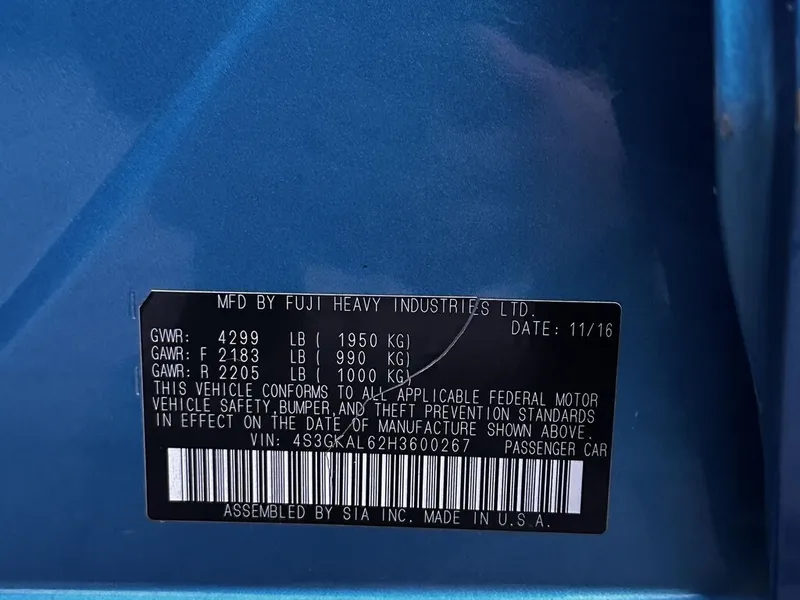 MFD BY FUJI HEAVY INDUSTRIES LTD.
DATE: 11/16
GVWR: 4299 LB ( 1950 KG)
GAWR: F 2183 LB ( 990 KG)
GAWR: R 2205 LB ( 1000 KG)
THIS VEHICLE CONFORMS TO ALL APPLICABLE FEDERAL MOTOR
VEHICLE SAFETY, BUMPER, AND THEFT PREVENTION STANDARDS
IN EFFECT ON THE DATE OF MANUFACTURE SHOWN ABOVE.
VIN: 4S3GKAL62H3600267 PASSENGER CAR
ASSEMBLED BY SIA INC. MADE IN U.S.A.